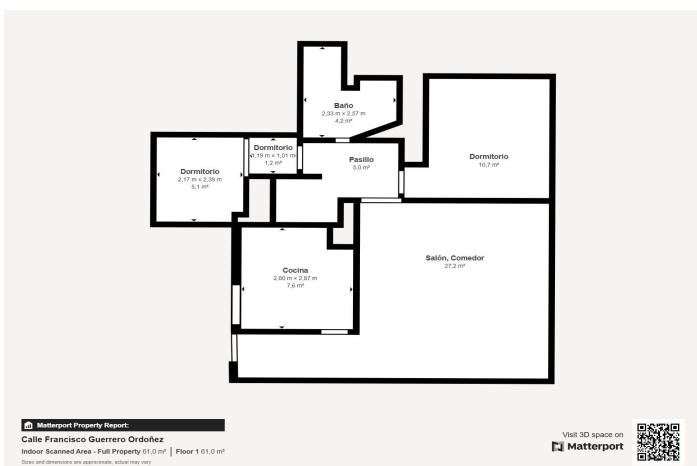 Baño
2,33 m × 2,57 m
4,2 m²
Dormitorio
1,19 m × 1,01 m
1,2 m²
Pasillo
5,0 m²
Dormitorio
10,7 m²
Dormitorio
2,17 m × 2,39 m
5,1 m²
Salón, Comedor
27,2 m²
Cocina
2,80 m × 2,87 m
7,6 m²
Matterport Property Report:
Calle Francisco Guerrero Ordoñez
Indoor Scanned Area - Full Property 61,0 m² | Floor 1 61,0 m²
Sizes and dimensions are approximate, actual may vary
Visit 3D space on
Matterport